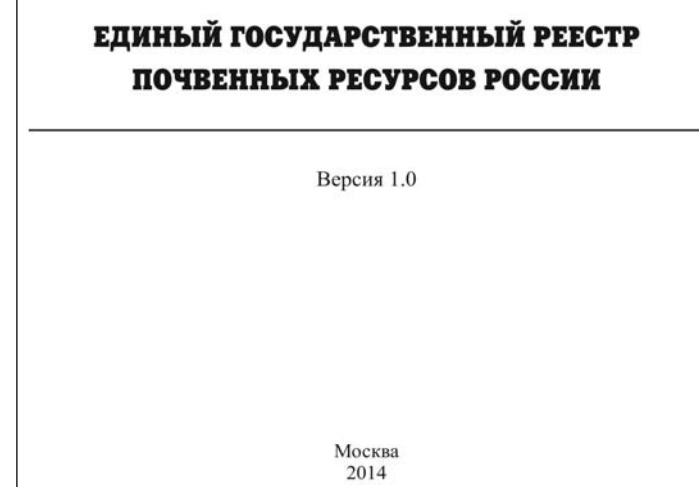 ЕДИНЫЙ ГОСУДАРСТВЕННЫЙ РЕЕСТР
ПОЧВЕННЫХ РЕСУРСОВ РОССИИ
Версия 1.0
Москва
2014